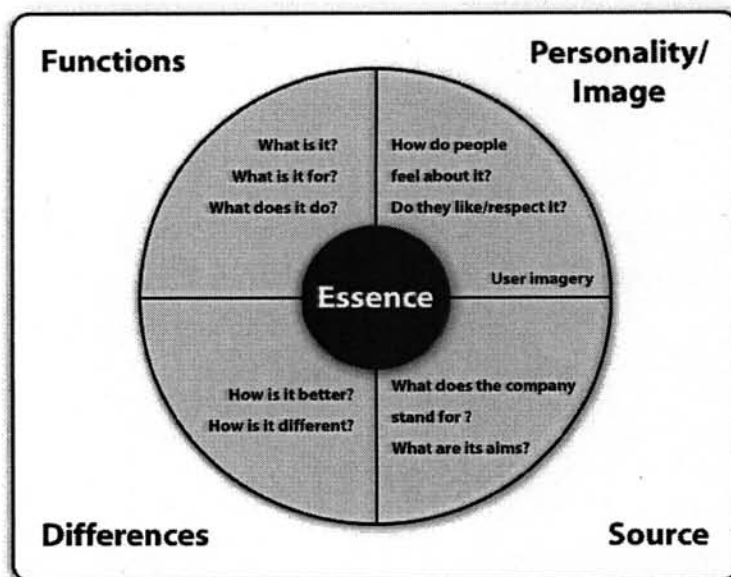 Functions
Personality/
Image
What is it?
What is it for?
What does it do?
How do people
feel about it?
Do they like/respect it?
User imagery
Essence
How is it better?
How is it different?
What does the company
stand for ?
What are its aims?
Differences
Source